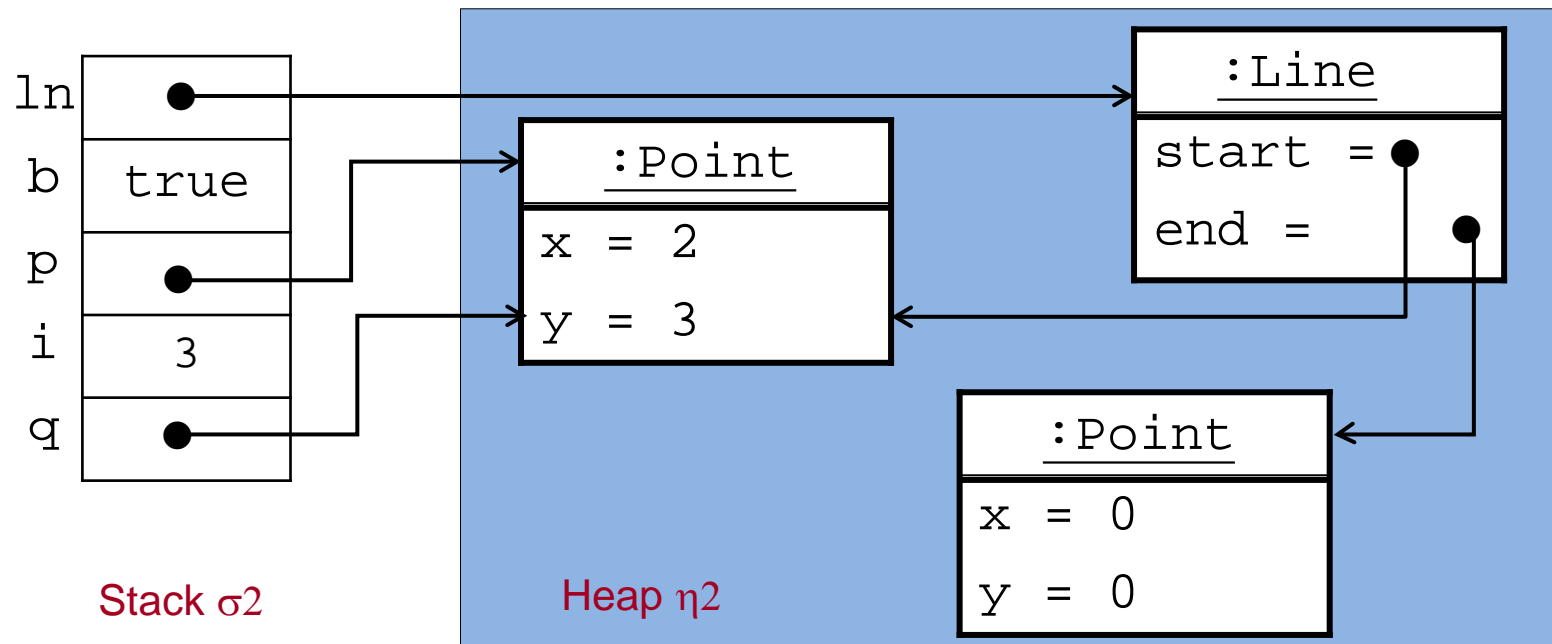 ln
b true
p
i 3
q
Stack σ2
:Point
x = 2
y = 3
:Line
start =
end =
:Point
x = 0
y = 0
Heap η2